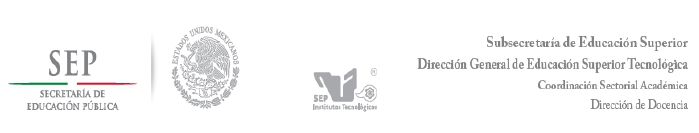 SEP
SECRETARÍA DE
EDUCACIÓN PÚBLICA
ESTADOS UNIDOS MEXICANOS
SEP
Institutos Tecnológicos
®
Subsecretaría de Educación Superior
Dirección General de Educación Superior Tecnológica
Coordinación Sectorial Académica
Dirección de Docencia